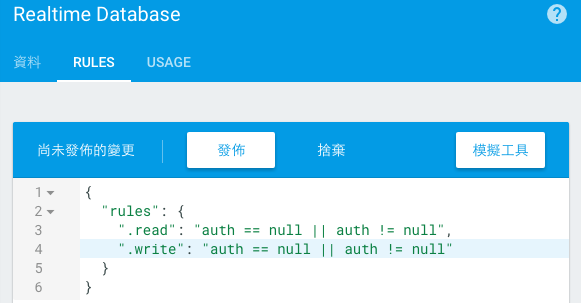 Realtime Database
?
資料 RULES USAGE
尚未發佈的變更 發佈 捨棄 模擬工具
1 {
2 "rules": {
3 ".read": "auth == null || auth != null",
4 ".write": "auth == null || auth != null"
5 }
6 }